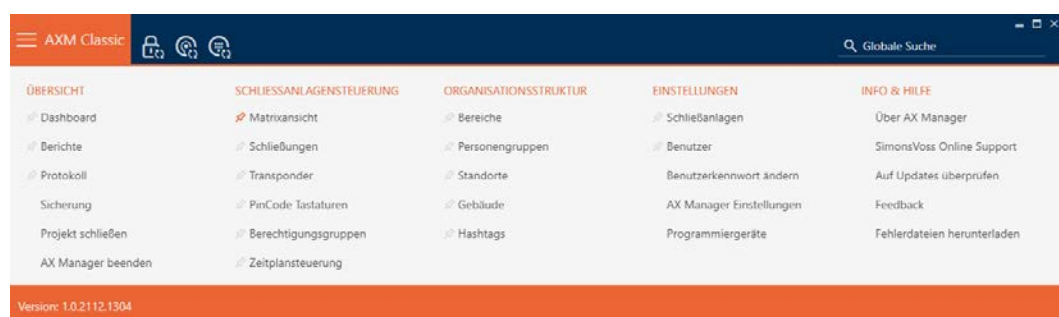 AXM Classic
Globale Suche
ÜBERSICHT
Dashboard
Berichte
Protokoll
Sicherung
Projekt schließen
AX Manager beenden
SCHLIESSANLAGENSTEUERUNG
Matrixansicht
Schließungen
Transponder
PinCode Tastaturen
Berechtigungsgruppen
Zeitplansteuerung
ORGANISATIONSSTRUKTUR
Bereiche
Personengruppen
Standorte
Gebäude
Hashtags
EINSTELLUNGEN
Schließanlagen
Benutzer
Benutzerkennwort ändern
AX Manager Einstellungen
Programmiergeräte
INFO & HILFE
Über AX Manager
SimonsVoss Online Support
Auf Updates überprüfen
Feedback
Fehlerdateien herunterladen
Version: 1.0.2112.1304